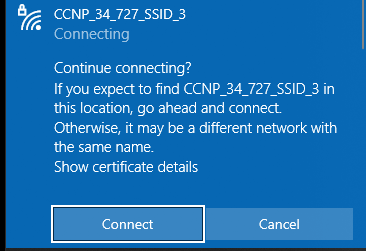 CCNP_34_727_SSID_3
Connecting
Continue connecting?
If you expect to find CCNP_34_727_SSID_3 in
this location, go ahead and connect.
Otherwise, it may be a different network with
the same name.
Show certificate details
Connect
Cancel